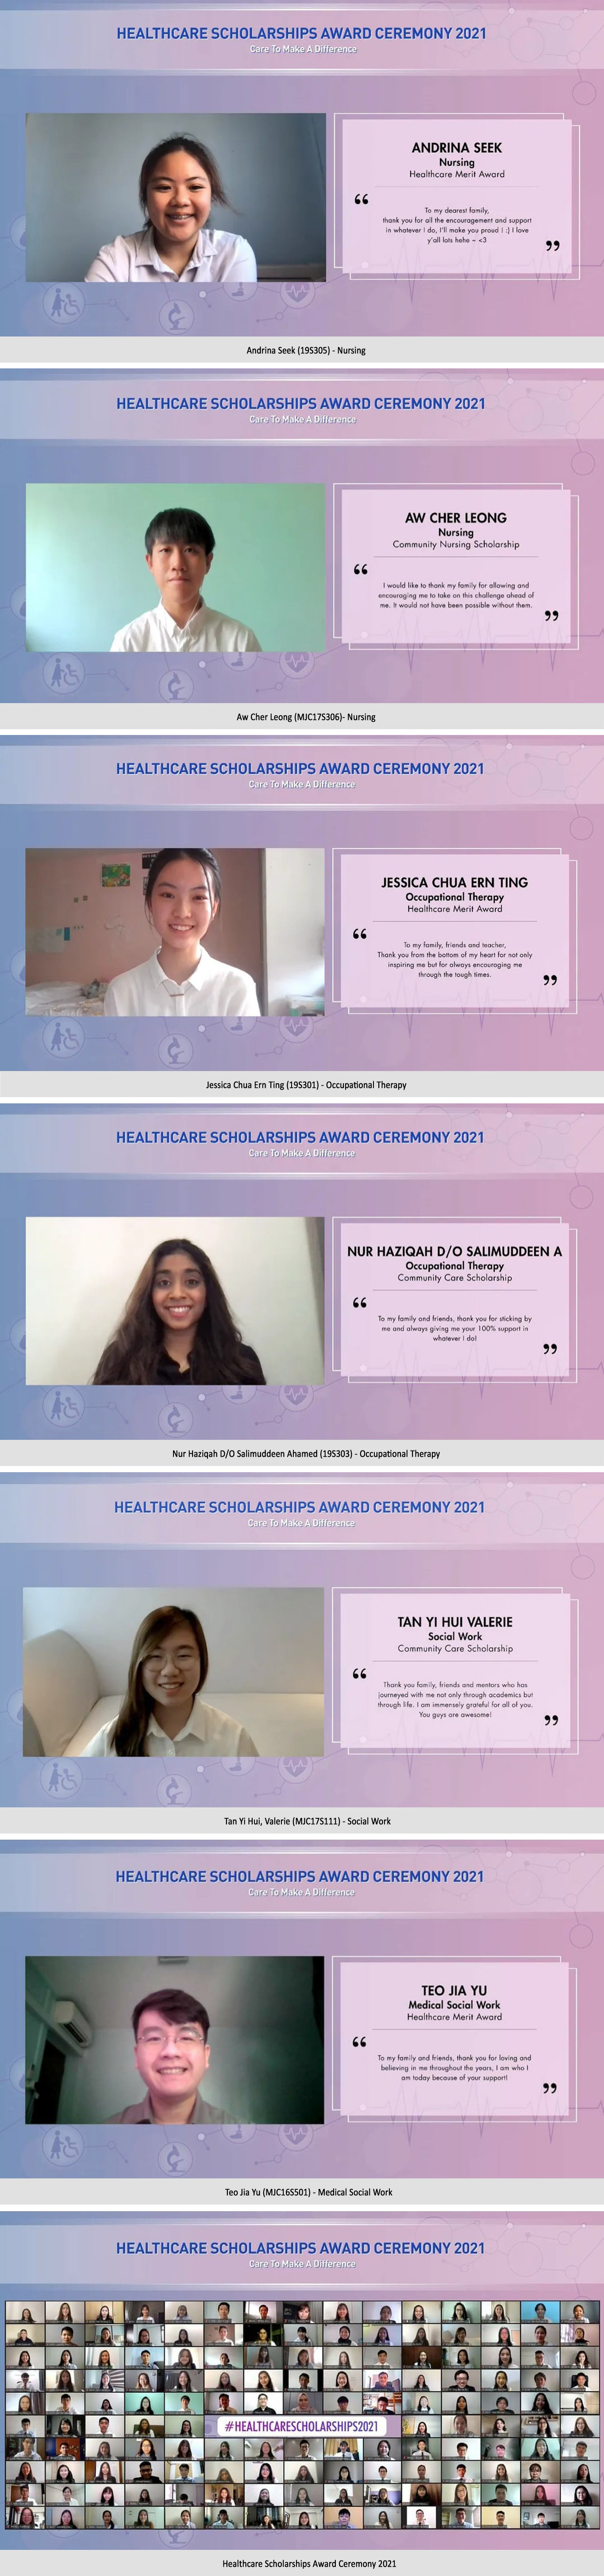 HEALTHCARE SCHOLARSHIPS AWARD CEREMONY 2021
Care To Make A Difference
ANDRINA SEEK
Nursing
Healthcare Merit Award
“
To my dearest family,
thank you for all the encouragement and support
in whatever I do, I'll make you proud ! :) I love
y'all lots hehe ~ <3
”
Andrina Seek (19S305) - Nursing
HEALTHCARE SCHOLARSHIPS AWARD CEREMONY 2021
Care To Make A Difference
AW CHER LEONG
Nursing
Community Nursing Scholarship
“
I would like to thank my family for allowing and
encouraging me to take on this challenge ahead of
me. It would not have been possible without them.
”
Aw Cher Leong (MJC17S306)- Nursing
HEALTHCARE SCHOLARSHIPS AWARD CEREMONY 2021
Care To Make A Difference
JESSICA CHUA ERN TING
Occupational Therapy
Healthcare Merit Award
“
To my family, friends and teacher,
Thank you from the bottom of my heart for not only
inspiring me but for always encouraging me
through the tough times.
”
Jessica Chua Ern Ting (19S301) - Occupational Therapy
HEALTHCARE SCHOLARSHIPS AWARD CEREMONY 2021
Care To Make A Difference
NUR HAZIQAH D/O SALIMUDDEEN A
Occupational Therapy
Community Care Scholarship
“
To my family and friends, thank you for sticking by
me and always giving me your 100% support in
whatever I do!
”
Nur Haziqah D/O Salimuddeen Ahamed (19S303) - Occupational Therapy
HEALTHCARE SCHOLARSHIPS AWARD CEREMONY 2021
Care To Make A Difference
TAN YI HUI VALERIE
Social Work
Community Care Scholarship
“
Thank you family, friends and mentors who has
journeyed with me not only through academics but
through life. I am immensely grateful for all of you.
You guys are awesome!
”
Tan Yi Hui, Valerie (MJC17S111) - Social Work
HEALTHCARE SCHOLARSHIPS AWARD CEREMONY 2021
Care To Make A Difference
TEO JIA YU
Medical Social Work
Healthcare Merit Award
“
To my family and friends, thank you for loving and
believing in me throughout the years, I am who I
am today because of your support!
”
Teo Jia Yu (MJC16S501) - Medical Social Work
HEALTHCARE SCHOLARSHIPS AWARD CEREMONY 2021
Care To Make A Difference
#HEALTHCARESCHOLARSHIPS2021
Healthcare Scholarships Award Ceremony 2021